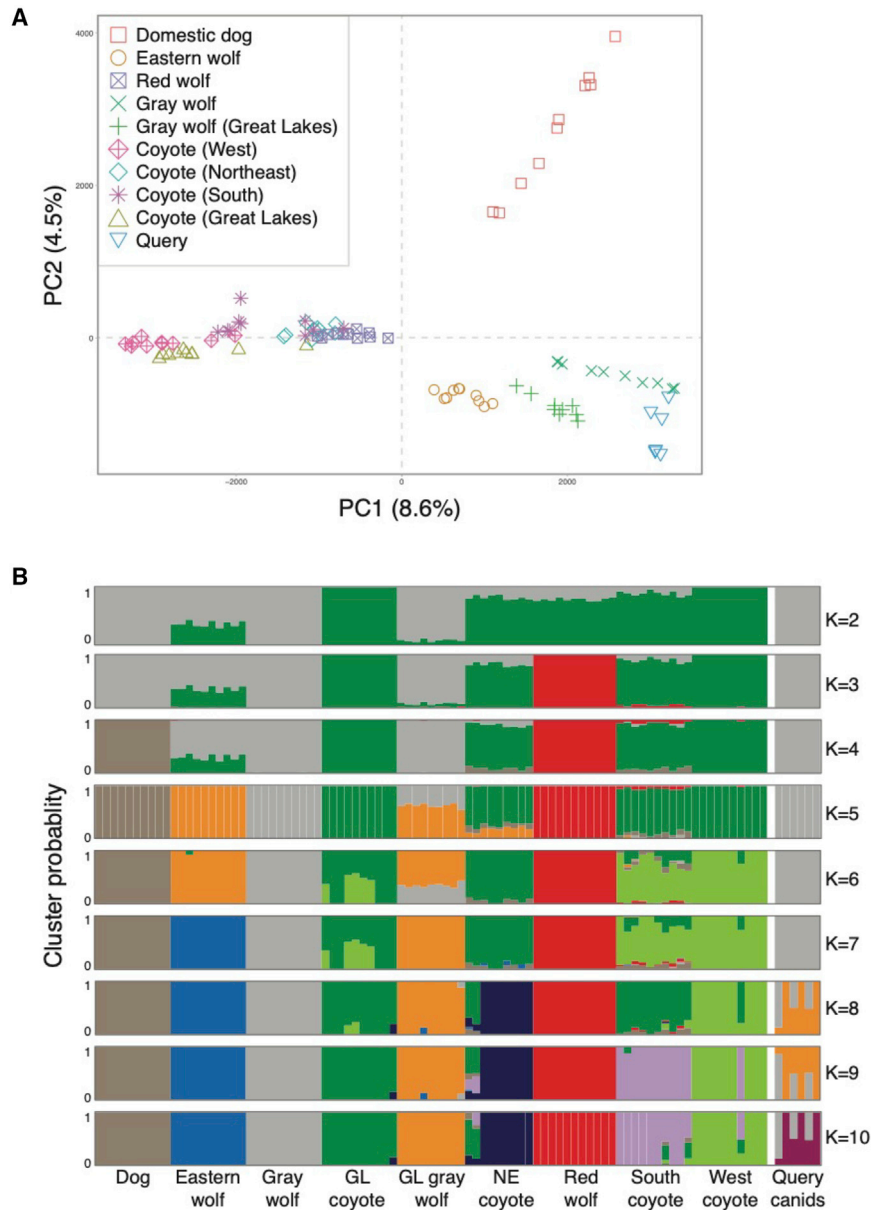 A
4000
2000
0
−2000
0
2000
PC2 (4.5%)
PC1 (8.6%)
Domestic dog
Eastern wolf
Red wolf
Gray wolf
Gray wolf (Great Lakes)
Coyote (West)
Coyote (Northeast)
Coyote (South)
Coyote (Great Lakes)
Query
B
Cluster probablity
1
0
K=2
1
0
K=3
1
0
K=4
1
0
K=5
1
0
K=6
1
0
K=7
1
0
K=8
1
0
K=9
1
0
K=10
Dog
Eastern
wolf
Gray
wolf
GL
coyote
GL gray
wolf
NE
coyote
Red
wolf
South
coyote
West
coyote
Query
canids